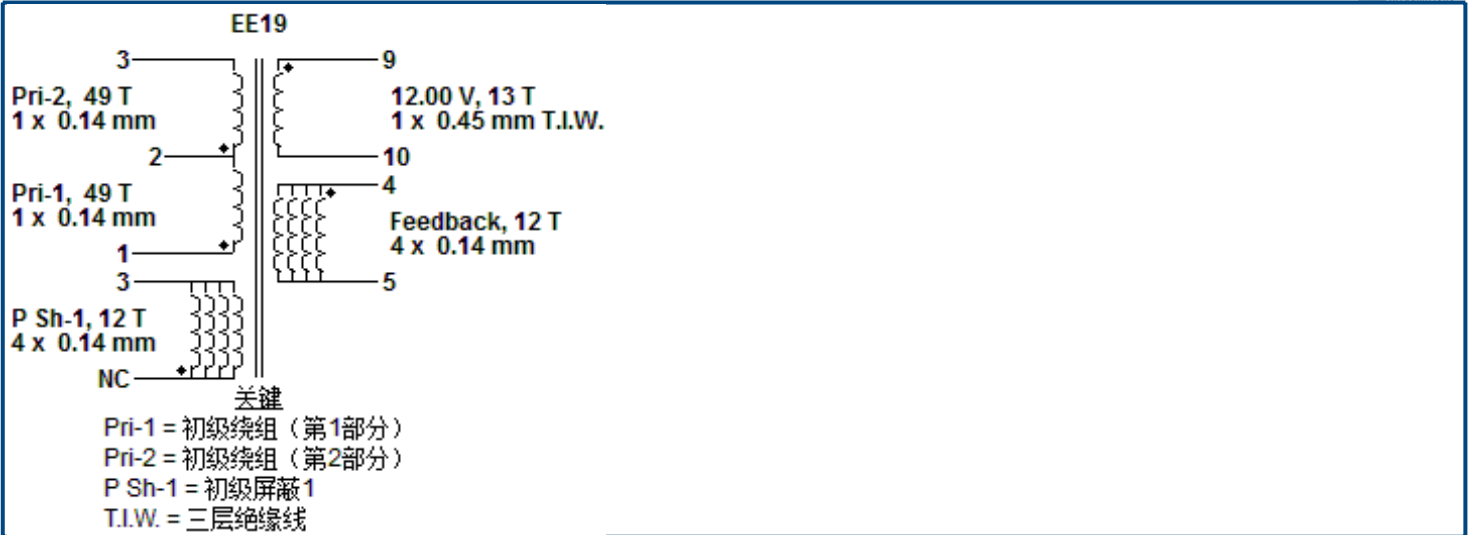 EE19
3
9
Pri-2, 49 T
1 x 0.14 mm
12.00 V, 13 T
1 x 0.45 mm T.I.W.
2
10
Pri-1, 49 T
1 x 0.14 mm
4
Feedback, 12 T
4 x 0.14 mm
1
3
5
P Sh-1, 12 T
4 x 0.14 mm
NC
关键
Pri-1 = 初级绕组（第1部分）
Pri-2 = 初级绕组（第2部分）
P Sh-1 = 初级屏蔽1
T.I.W. = 三层绝缘线